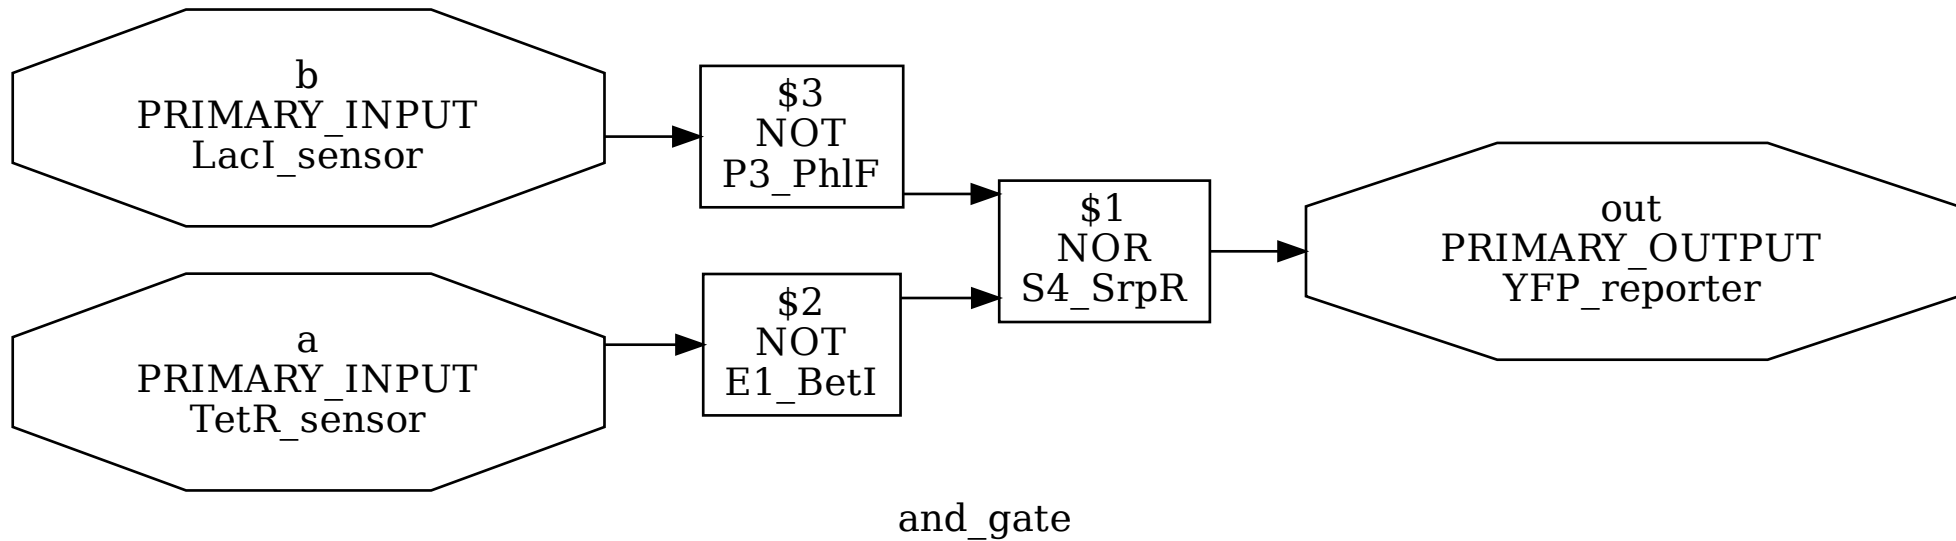 b
PRIMARY_INPUT
LacI_sensor
$3
NOT
P3_PhlF
a
PRIMARY_INPUT
TetR_sensor
$2
NOT
E1_BetI
$1
NOR
S4_SrpR
out
PRIMARY_OUTPUT
YFP_reporter
and_gate